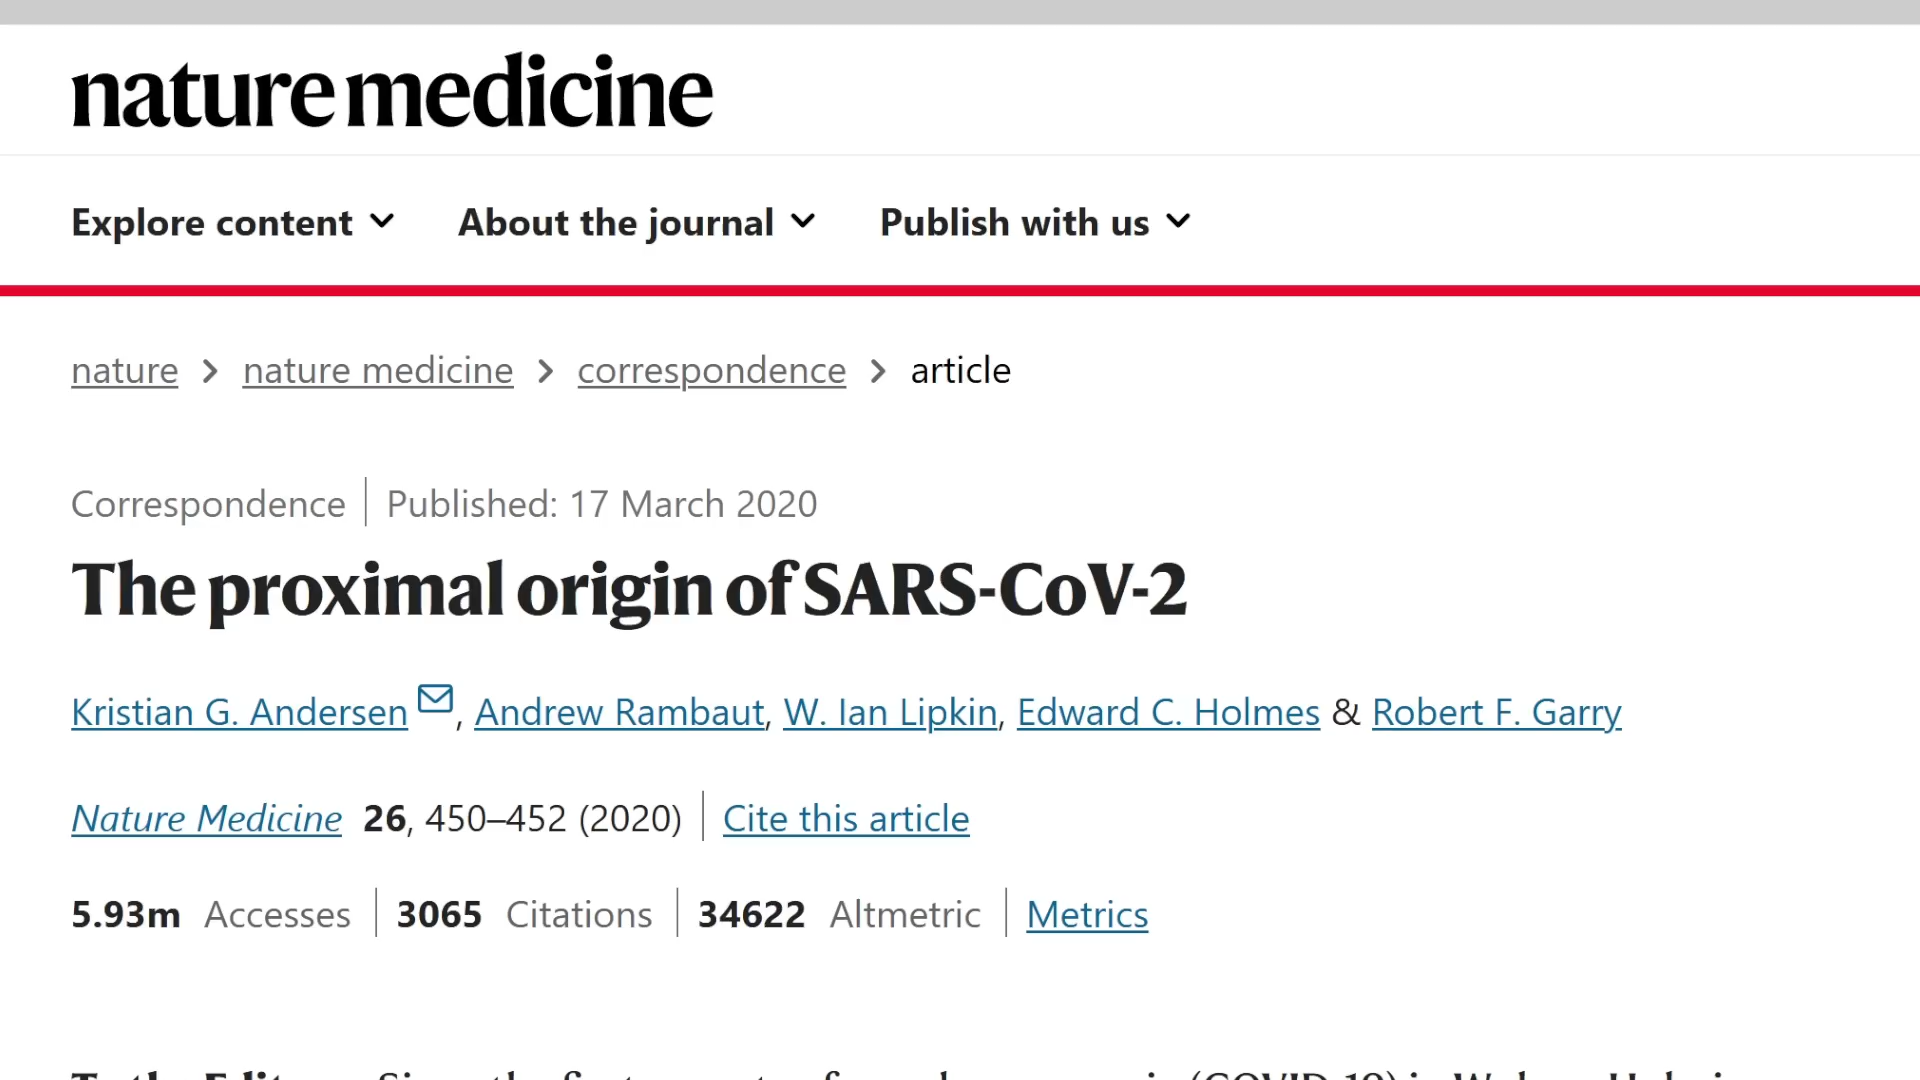 nature medicine
Explore content About the journal Publish with us
nature > nature medicine > correspondence > article
Correspondence | Published: 17 March 2020
The proximal origin of SARS-CoV-2
Kristian G. Andersen, Andrew Rambaut, W. Ian Lipkin, Edward C. Holmes & Robert F. Garry
Nature Medicine 26, 450–452 (2020) | Cite this article
5.93m Accesses | 3065 Citations | 34622 Altmetric | Metrics